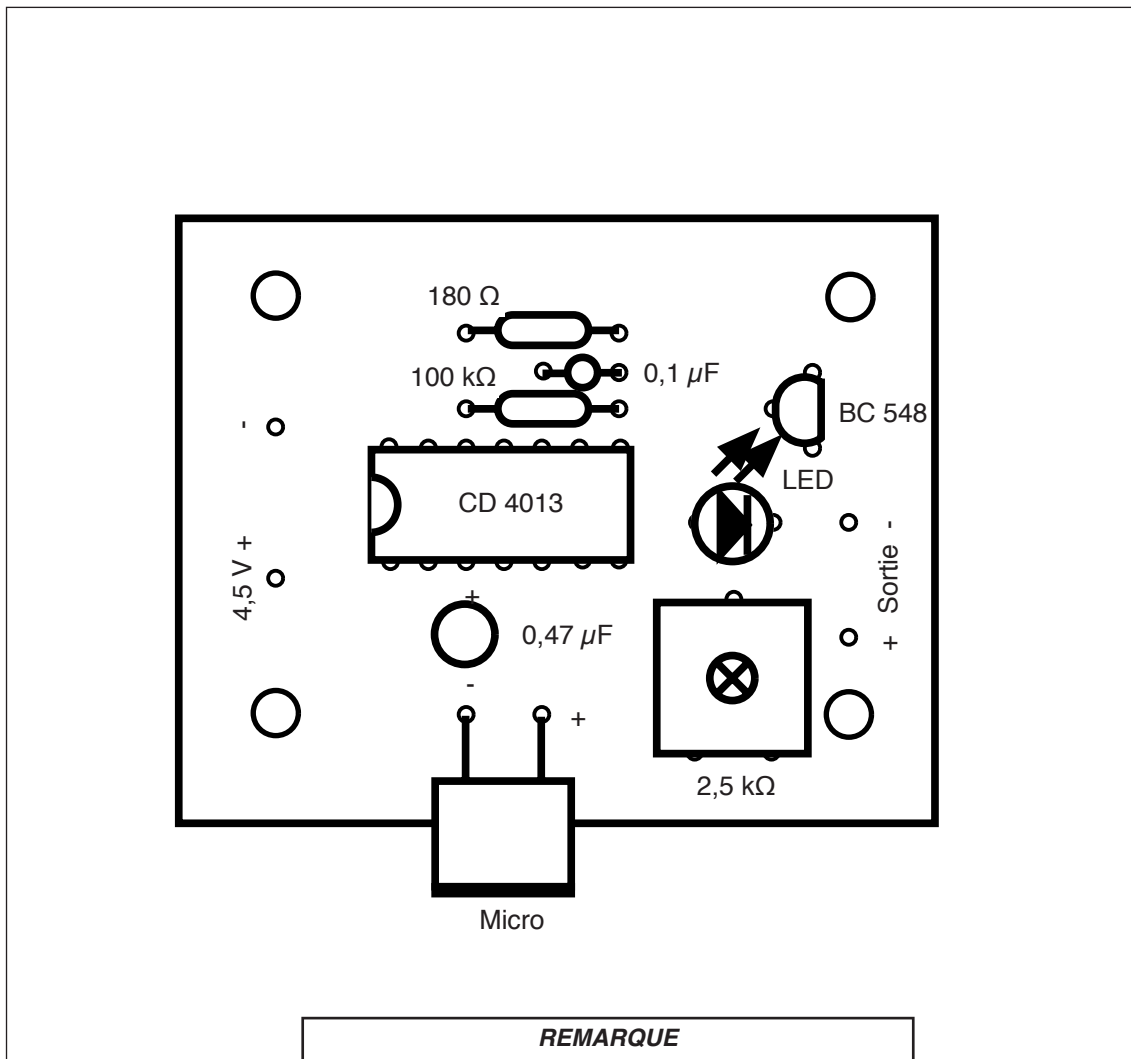 180 Ω
100 kΩ
0,1 µF
-
BC 548
LED
CD 4013
4,5 V +
Sortie -
+
+
0,47 µF
-
+
2,5 kΩ
Micro
REMARQUE